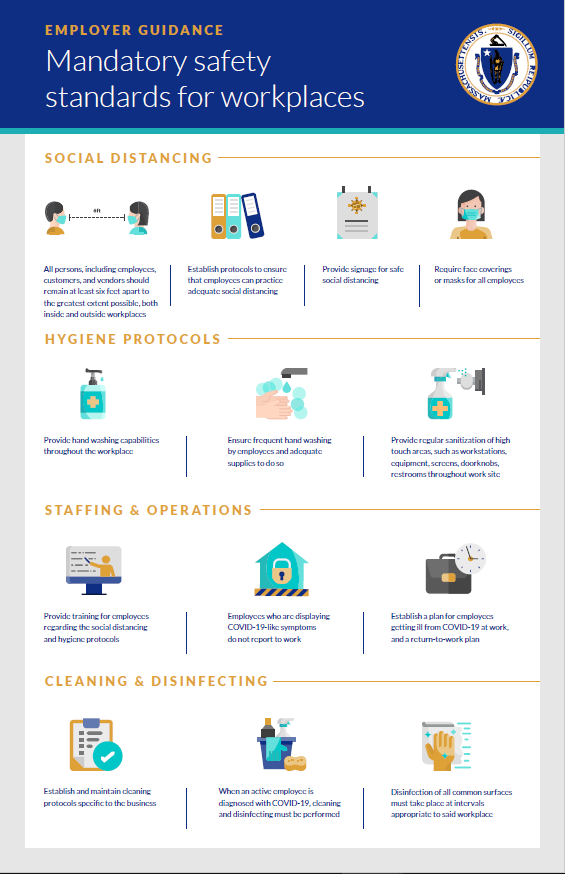 EMPLOYER GUIDANCE
Mandatory safety
standards for workplaces
MASSACHUSETTENSIS. SIGILLUM REIPUBLICÆ
SOCIAL DISTANCING
6ft
All persons, including employees,
customers, and vendors should
remain at least six feet apart to
the greatest extent possible, both
inside and outside workplaces
Establish protocols to ensure
that employees can practice
adequate social distancing
Provide signage for safe
social distancing
Require face coverings
or masks for all employees
HYGIENE PROTOCOLS
Provide hand washing capabilities
throughout the workplace
Ensure frequent hand washing
by employees and adequate
supplies to do so
Provide regular sanitization of high
touch areas, such as workstations,
equipment, screens, doorknobs,
restrooms throughout work site
STAFFING & OPERATIONS
Provide training for employees
regarding the social distancing
and hygiene protocols
Employees who are displaying
COVID-19-like symptoms
do not report to work
Establish a plan for employees
getting ill from COVID-19 at work,
and a return-to-work plan
CLEANING & DISINFECTING
Establish and maintain cleaning
protocols specific to the business
When an active employee is
diagnosed with COVID-19, cleaning
and disinfecting must be performed
Disinfection of all common surfaces
must take place at intervals
appropriate to said workplace